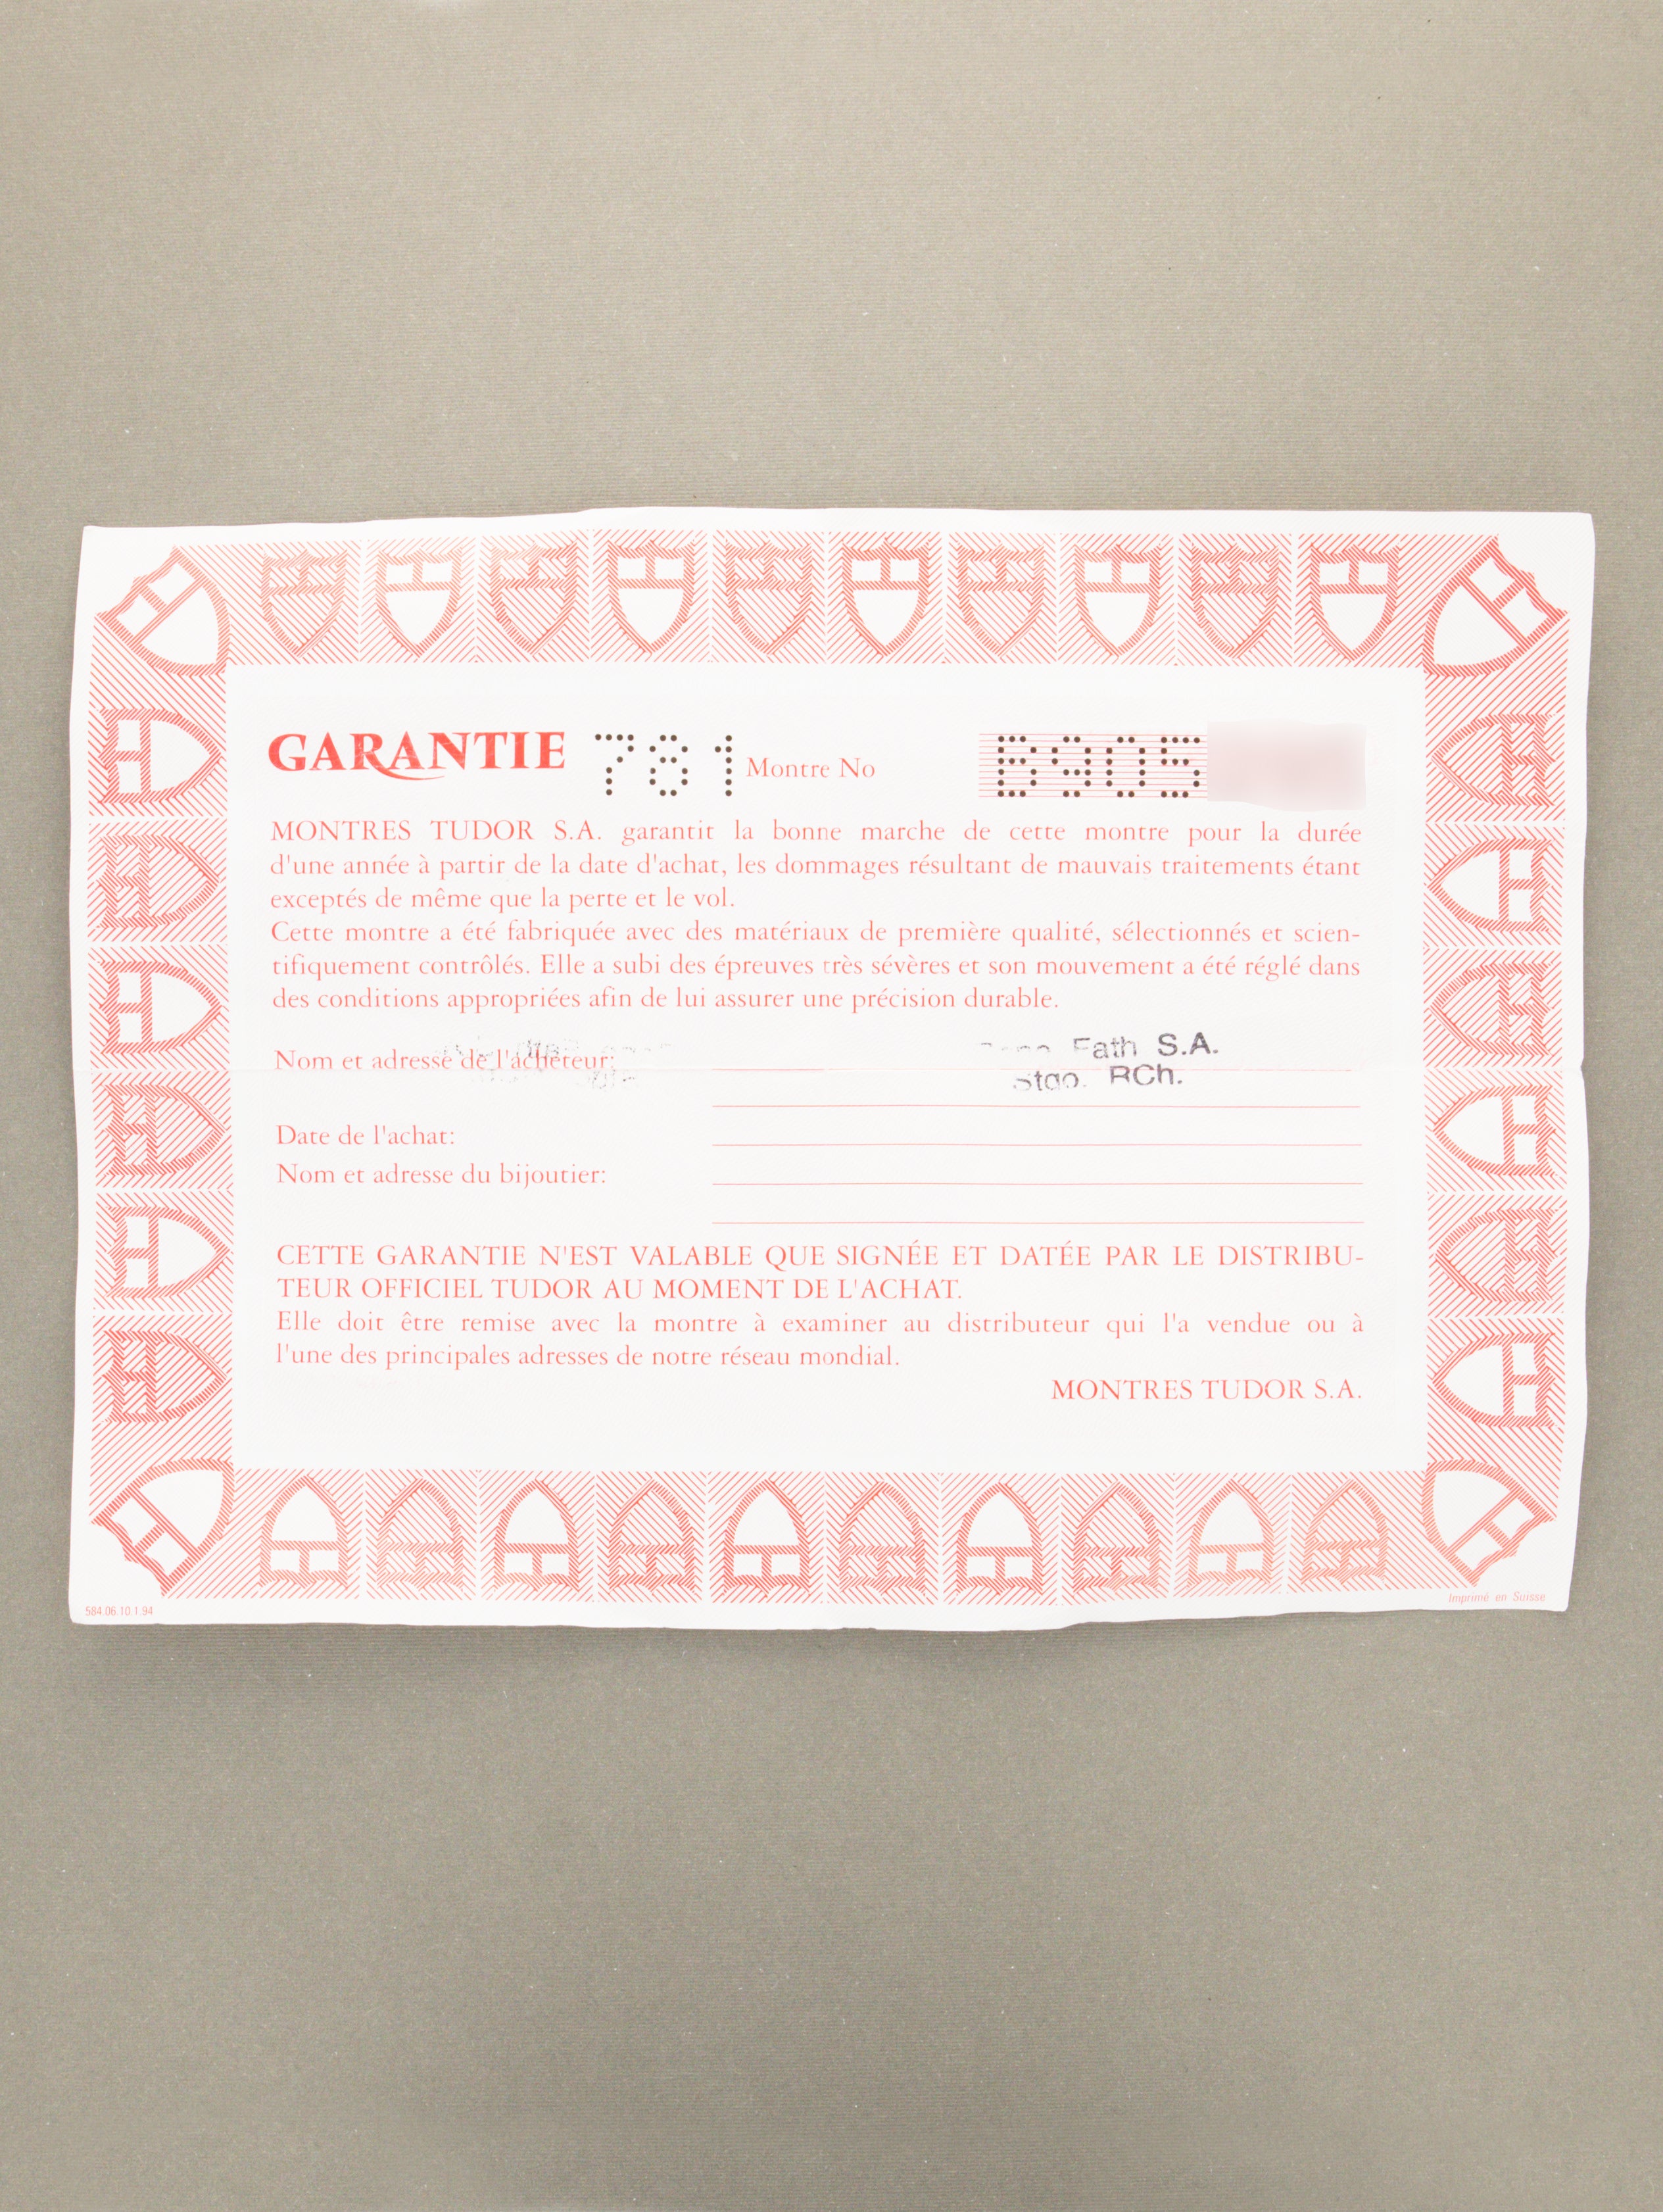 GARANTIE 781 Montre No B905
MONTRES TUDOR S.A. garantit la bonne marche de cette montre pour la durée
d'une année à partir de la date d'achat, les dommages résultant de mauvais traitements étant
exceptés de même que la perte et le vol.
Cette montre a été fabriquée avec des matériaux de première qualité, sélectionnés et scien-
tifiquement contrôlés. Elle a subi des épreuves très sévères et son mouvement a été réglé dans
des conditions appropriées afin de lui assurer une précision durable.
Fath S.A.
Nom et adresse de l'acheteur:
Stgo. RCh.
Date de l'achat:
Nom et adresse du bijoutier:
CETTE GARANTIE N'EST VALABLE QUE SIGNÉE ET DATÉE PAR LE DISTRIBU-
TEUR OFFICIEL TUDOR AU MOMENT DE L'ACHAT.
Elle doit être remise avec la montre à examiner au distributeur qui l'a vendue ou à
l'une des principales adresses de notre réseau mondial.
MONTRES TUDOR S.A.
584.06.10.1.94
Imprimé en Suisse